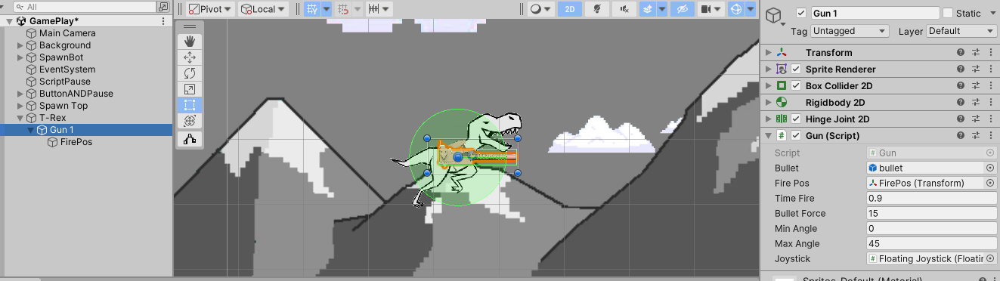 All
Pivot
Local
2D
GamePlay*
Main Camera
Background
SpawnBot
EventSystem
ScriptPause
ButtonANDPause
Spawn Top
T-Rex
Gun 1
FirePos
Gun 1
Static
Tag Untagged Layer Default
Transform
Sprite Renderer
Box Collider 2D
Rigidbody 2D
Hinge Joint 2D
Gun (Script)
Script Gun
Bullet bullet
Fire Pos FirePos (Transform)
Time Fire 0.9
Bullet Force 15
Min Angle 0
Max Angle 45
Joystick Floating Joystick (Floatir
Sprites-Default (Material)